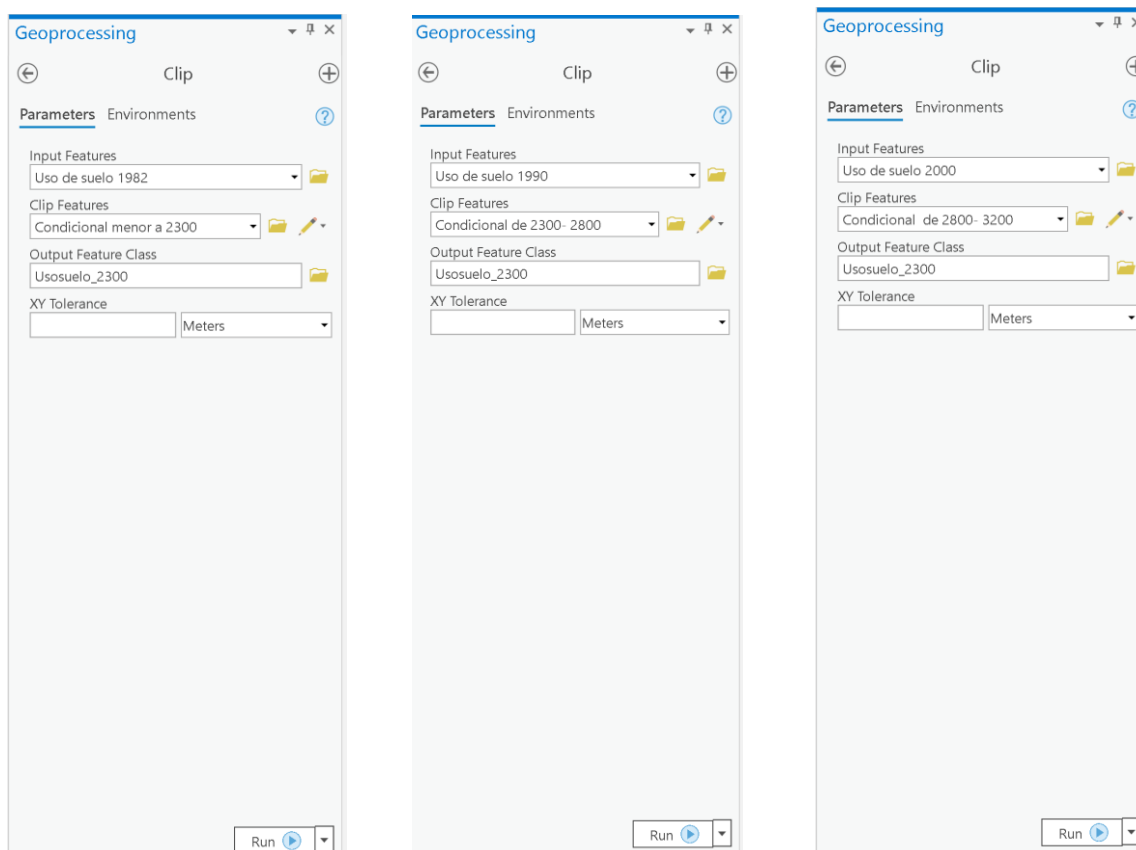 Geoprocessing
Clip
Parameters Environments
Input Features
Uso de suelo 1982
Clip Features
Condicional menor a 2300
Output Feature Class
Usosuelo_2300
XY Tolerance
Meters
Run
Geoprocessing
Clip
Parameters Environments
Input Features
Uso de suelo 1990
Clip Features
Condicional de 2300- 2800
Output Feature Class
Usosuelo_2300
XY Tolerance
Meters
Run
Geoprocessing
Clip
Parameters Environments
Input Features
Uso de suelo 2000
Clip Features
Condicional de 2800- 3200
Output Feature Class
Usosuelo_2300
XY Tolerance
Meters
Run